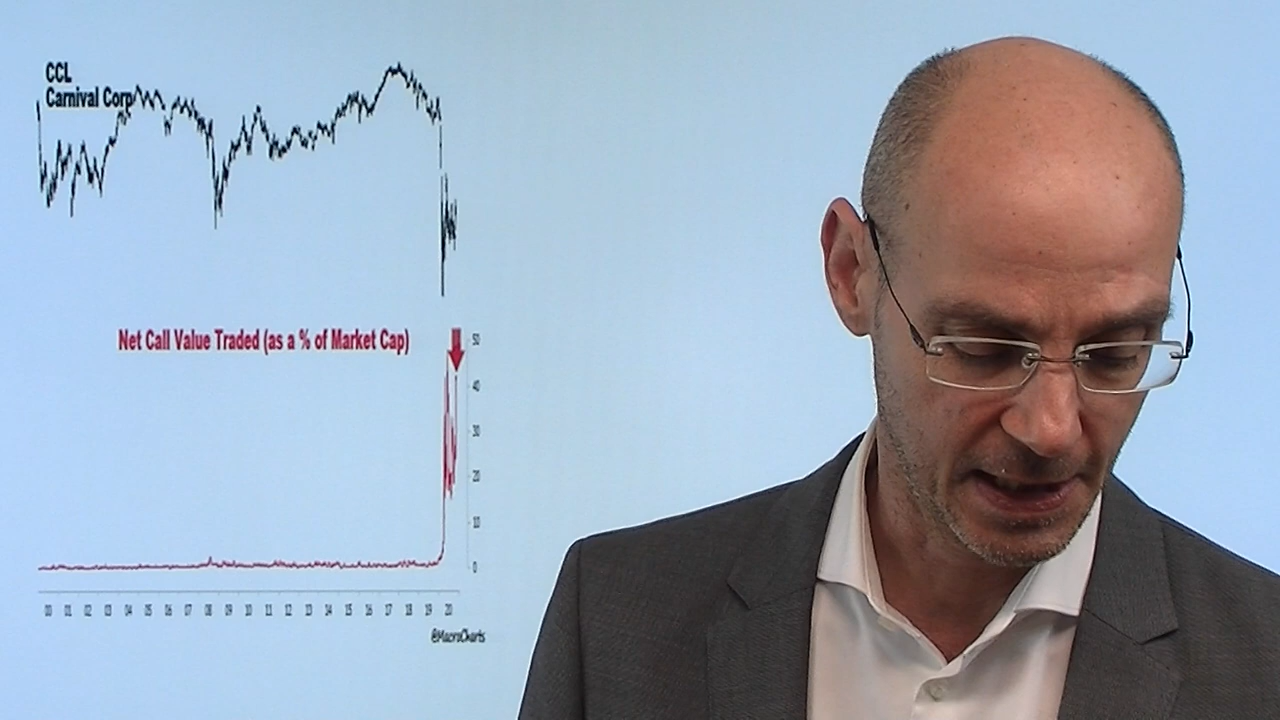 CCL
Carnival Corp
Net Call Value Traded (as a % of Market Cap)
50
40
30
20
10
0
00 01 02 03 04 05 06 07 08 09 10 11 12 13 14 15 16 17 18 19 20
@MacroCharts